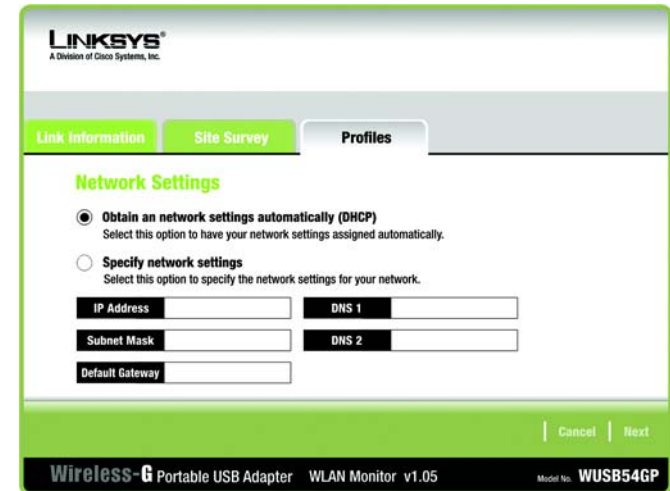 LINKSYS®
A Division of Cisco Systems, Inc.
Link Information Site Survey Profiles
Network Settings
Obtain an network settings automatically (DHCP)
Select this option to have your network settings assigned automatically.
Specify network settings
Select this option to specify the network settings for your network.
IP Address DNS 1
Subnet Mask DNS 2
Default Gateway
Cancel Next
Wireless-G Portable USB Adapter WLAN Monitor v1.05 Model No. WUSB54GP